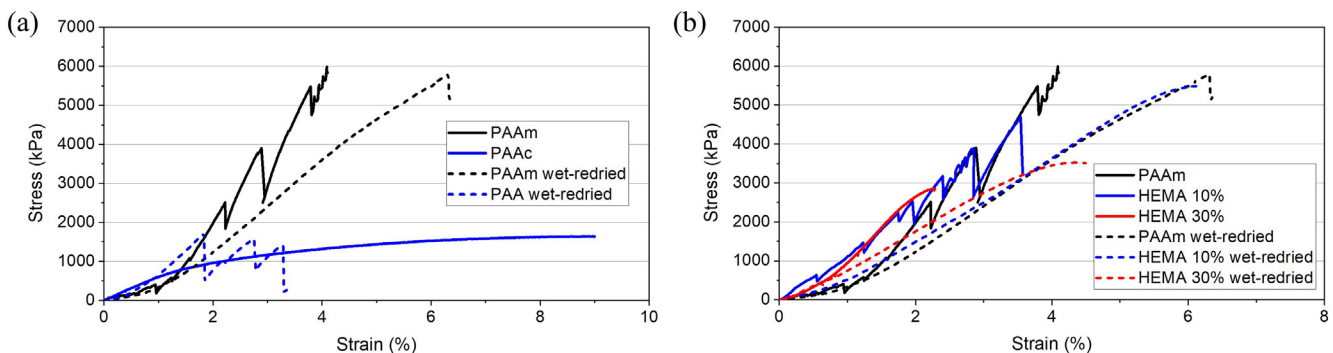 (a)
7000
6000
5000
4000
3000
2000
1000
0
Stress (kPa)
0 2 4 6 8 10
Strain (%)
PAAm
PAAc
PAAm wet-redried
PAA wet-redried
(b)
7000
6000
5000
4000
3000
2000
1000
0
Stress (kPa)
0 2 4 6 8
Strain (%)
PAAm
HEMA 10%
HEMA 30%
PAAm wet-redried
HEMA 10% wet-redried
HEMA 30% wet-redried